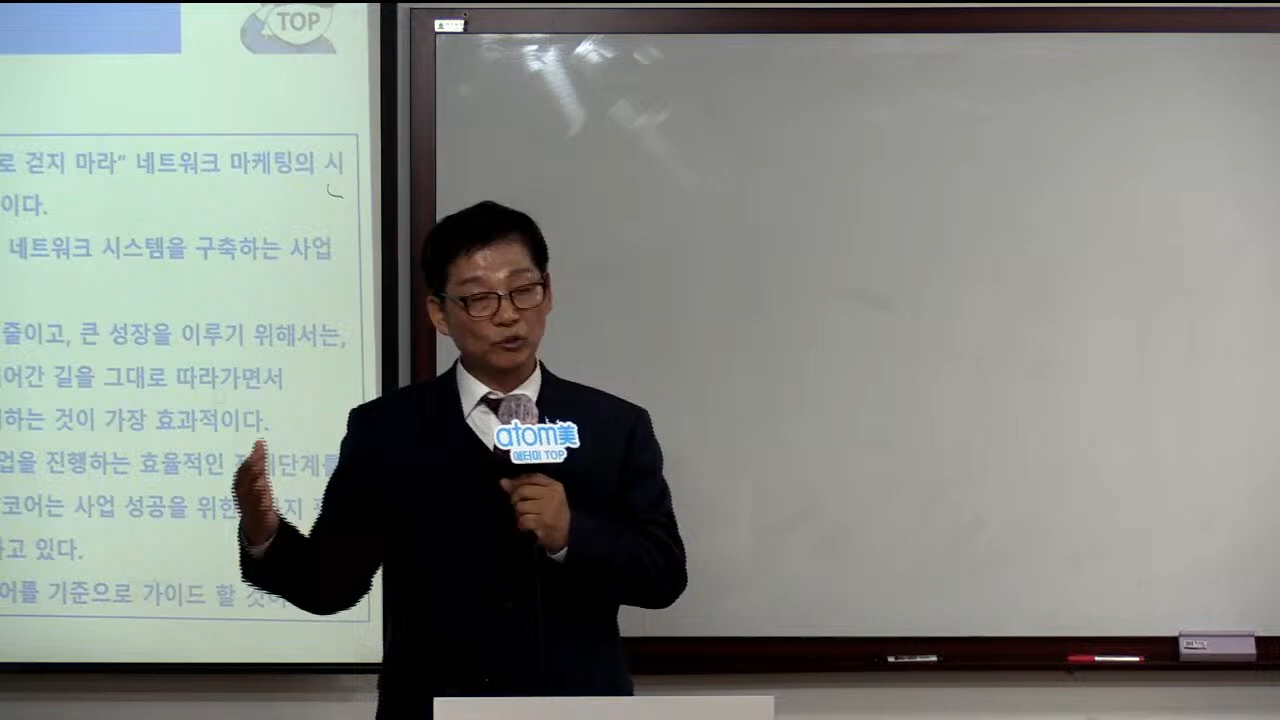 TOP
로 걷지 마라" 네트워크 마케팅의 시
이다.
네트워크 시스템을 구축하는 사업
줄이고, 큰 성장을 이루기 위해서는,
어간 길을 그대로 따라가면서
하는 것이 가장 효과적이다.
업을 진행하는 효율적인
코어는 사업 성공을 위한
고 있다.
어를 기준으로 가이드 할
atom美
애터미 TOP